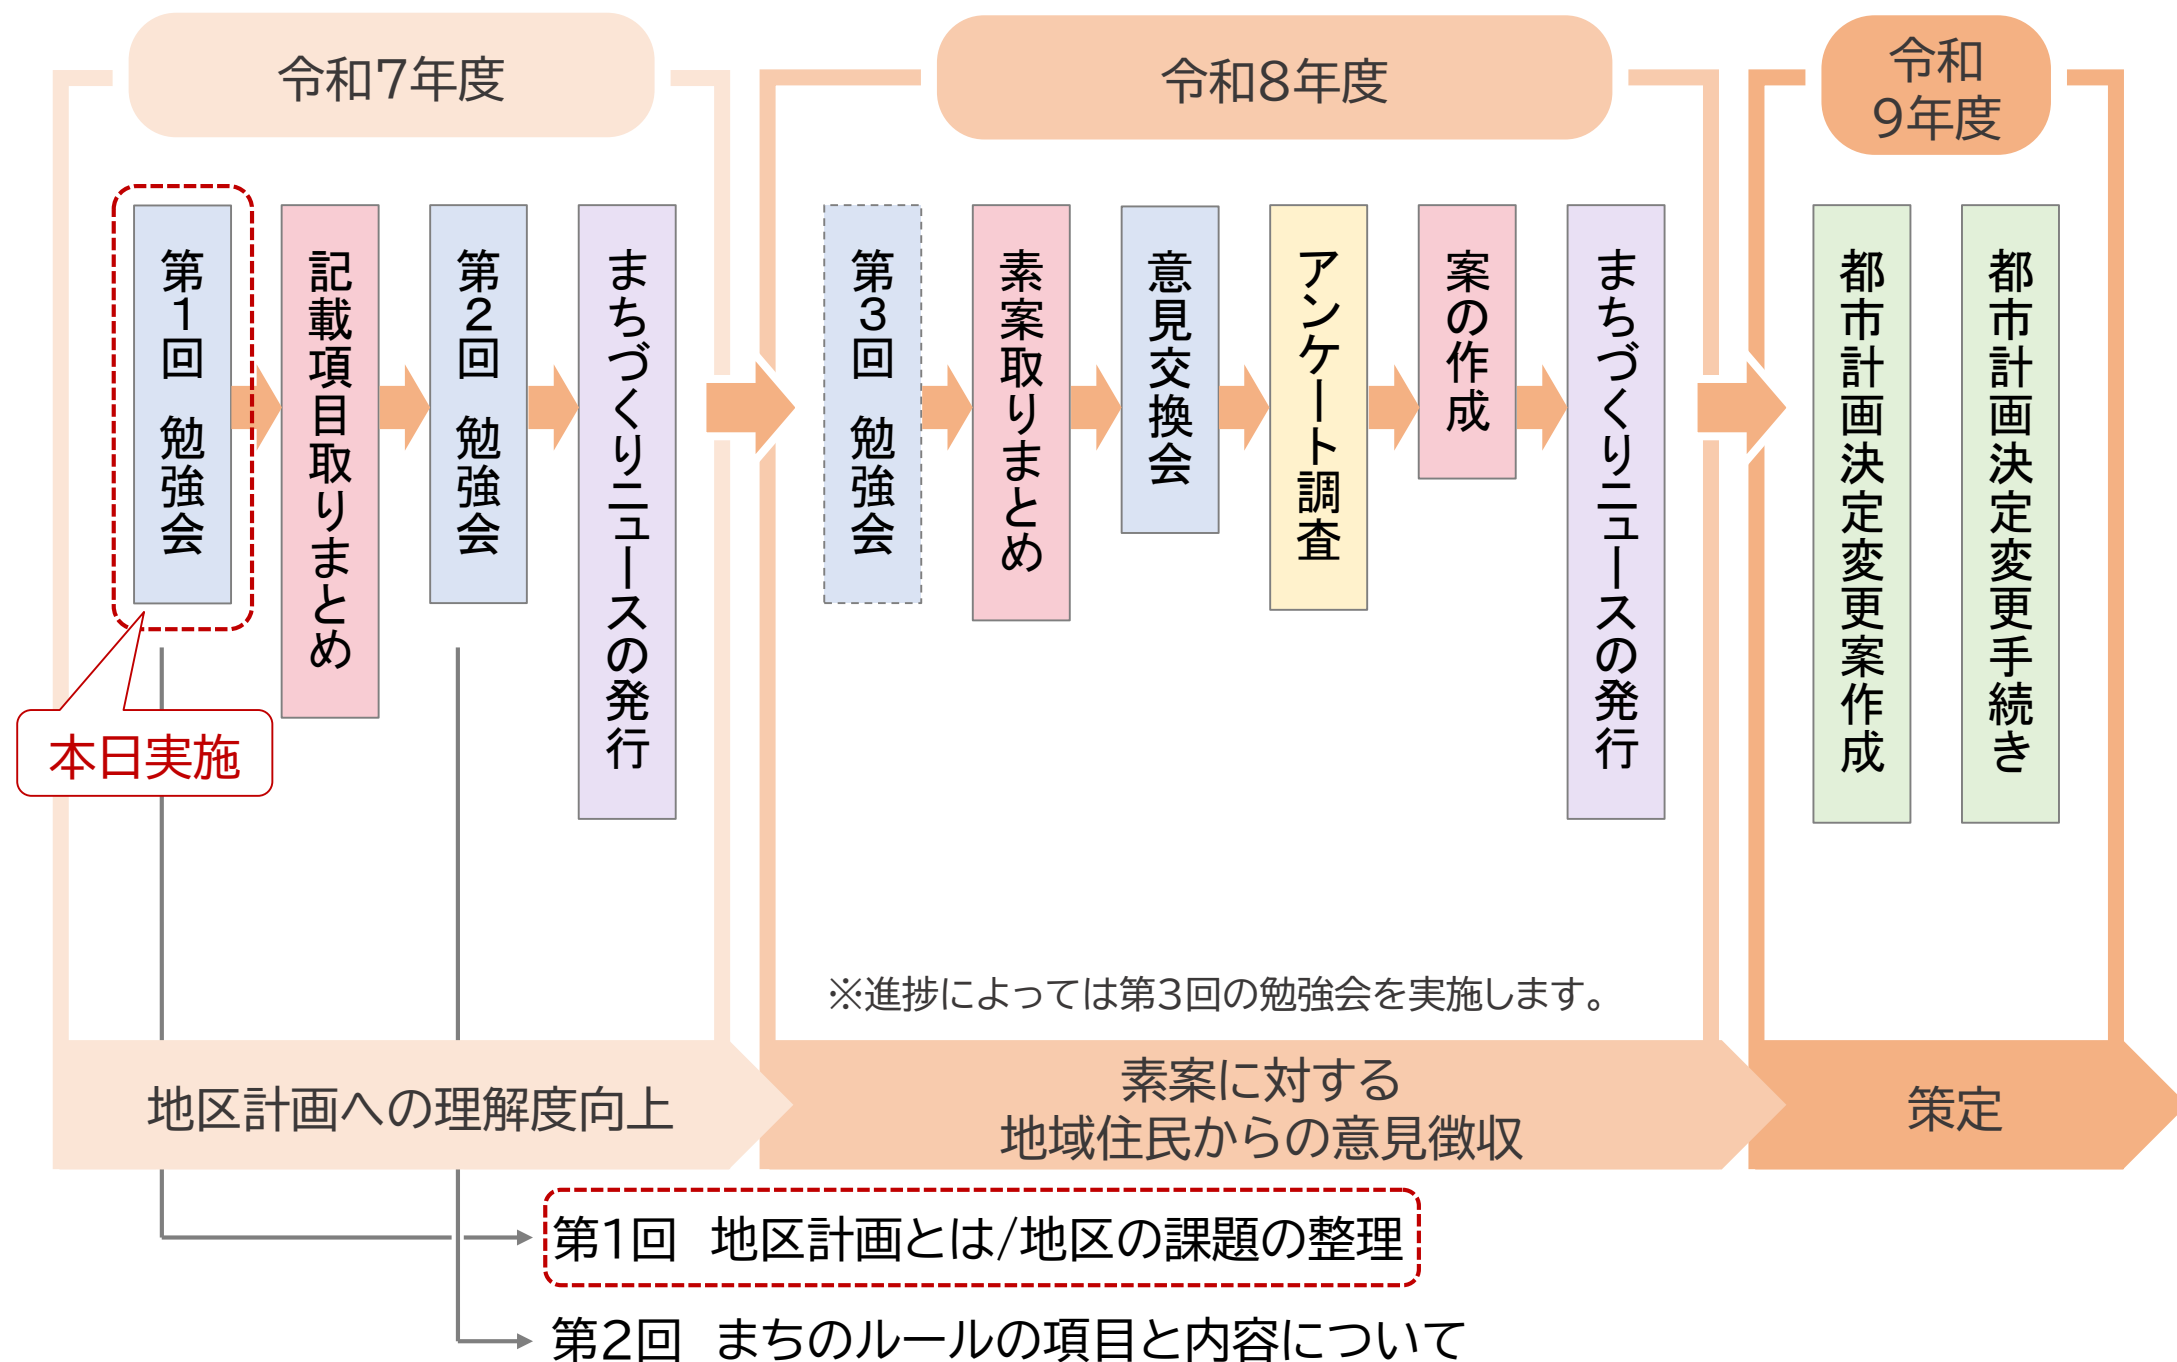 令和7年度
令和8年度
令和
9年度
第1回　勉強会
記載項目取りまとめ
第2回　勉強会
まちづくりニュースの発行
第3回　勉強会
素案取りまとめ
意見交換会
アンケート調査
案の作成
まちづくりニュースの発行
都市計画決定変更案作成
都市計画決定変更手続き
本日実施
※進捗によっては第3回の勉強会を実施します。
地区計画への理解度向上
素案に対する
地域住民からの意見徴収
策定
第1回　地区計画とは/地区の課題の整理
第2回　まちのルールの項目と内容について